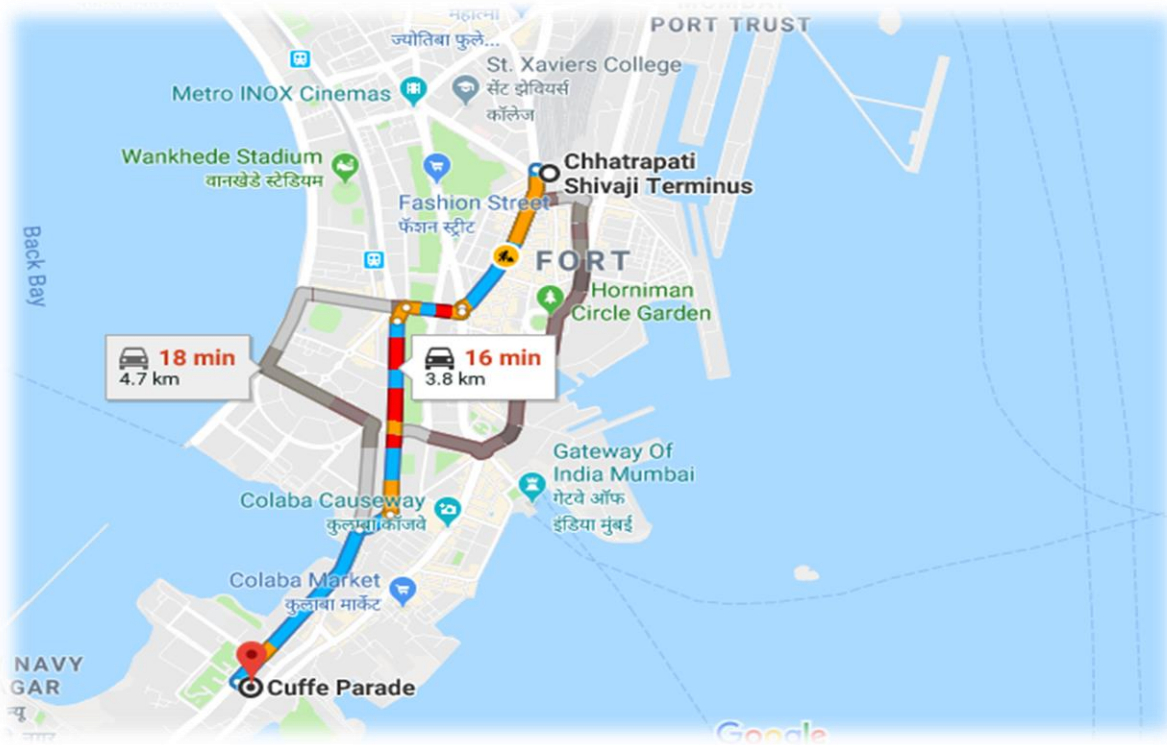 महात्मा
ज्योतिबा फुले...
PORT TRUST
St. Xaviers College
सेंट झेवियर्स
कॉलेज
Metro INOX Cinemas
Wankhede Stadium
वानखेडे स्टेडियम
Chhatrapati
Shivaji Terminus
Fashion Street
फॅशन स्ट्रीट
Back Bay
FORT
Horniman
Circle Garden
18 min
4.7 km
16 min
3.8 km
Gateway Of
India Mumbai
गेटवे ऑफ
इंडिया मुंबई
Colaba Causeway
कुलाबा कॉजवे
Colaba Market
कुलाबा मार्केट
NAVY
GAR
Cuffe Parade
Google